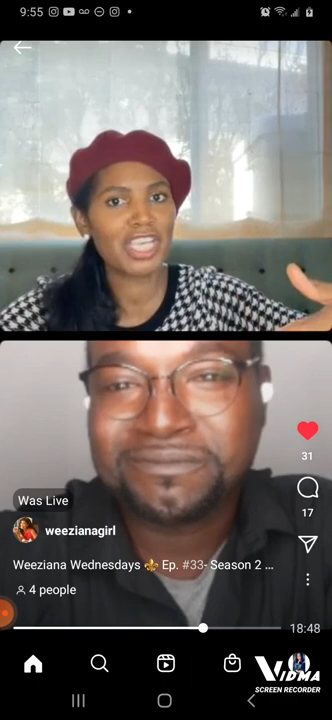 9:55
Was Live
weezianagirl
Weeziana Wednesdays ⚜️ Ep. #33- Season 2 ...
4 people
31
17
18:48
VIDMA
SCREEN RECORDER